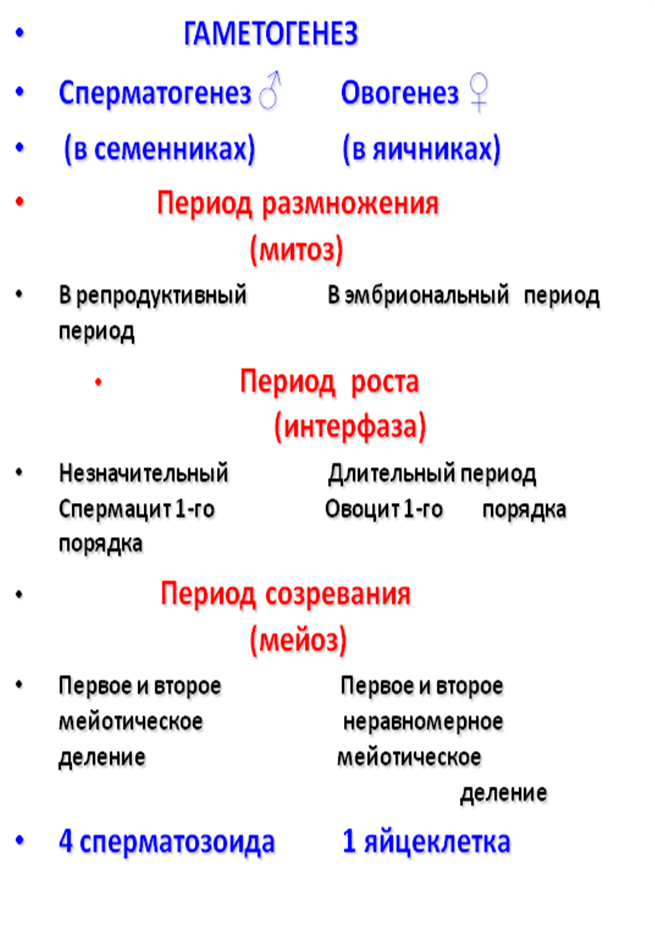 • ГАМЕТОГЕНЕЗ
• Сперматогенез ♂ Овогенез ♀
• (в семенниках) (в яичниках)
• Период размножения
(митоз)
• В репродуктивный В эмбриональный период
период
• Период роста
(интерфаза)
• Незначительный Длительный период
Спермацит 1-го Овоцит 1-го порядка
порядка
• Период созревания
(мейоз)
• Первое и второе Первое и второе
мейотическое неравномерное
деление мейотическое
деление
• 4 сперматозоида 1 яйцеклетка